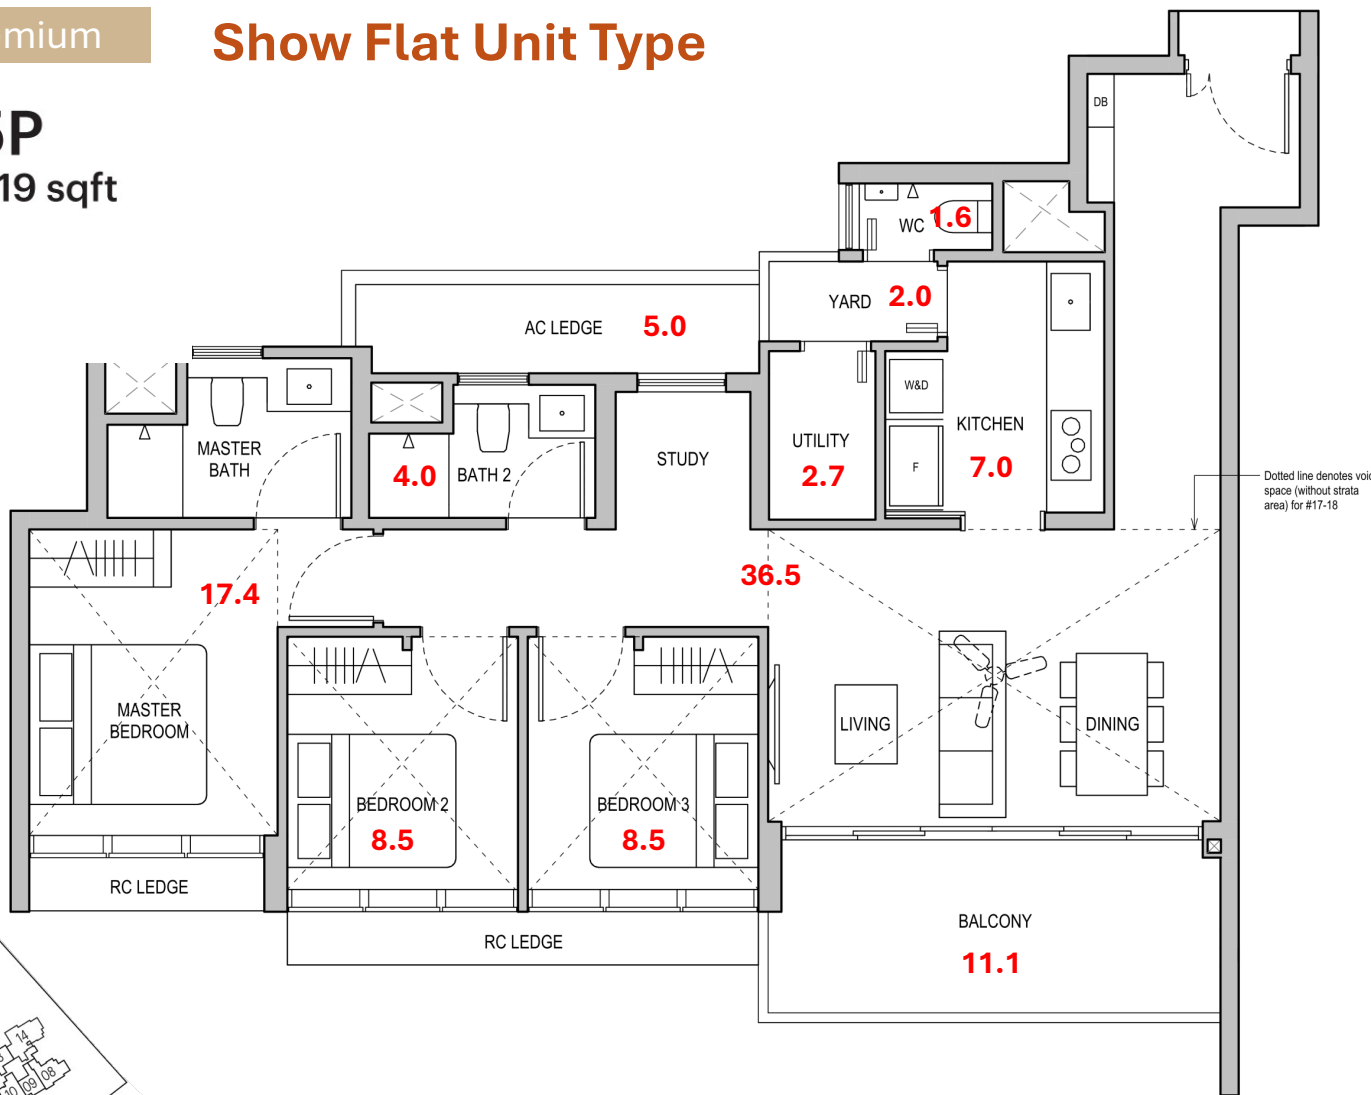 mium
Show Flat Unit Type
5P
19 sqft
DB
WC 1.6
YARD 2.0
AC LEDGE 5.0
W&D
KITCHEN
7.0
F
UTILITY
2.7
STUDY
MASTER
BATH
4.0
BATH 2
Dotted line denotes void
space (without strata
area) for #17-18
17.4
36.5
MASTER
BEDROOM
LIVING
DINING
BEDROOM 2
8.5
BEDROOM 3
8.5
RC LEDGE
RC LEDGE
BALCONY
11.1
14
08
09
10